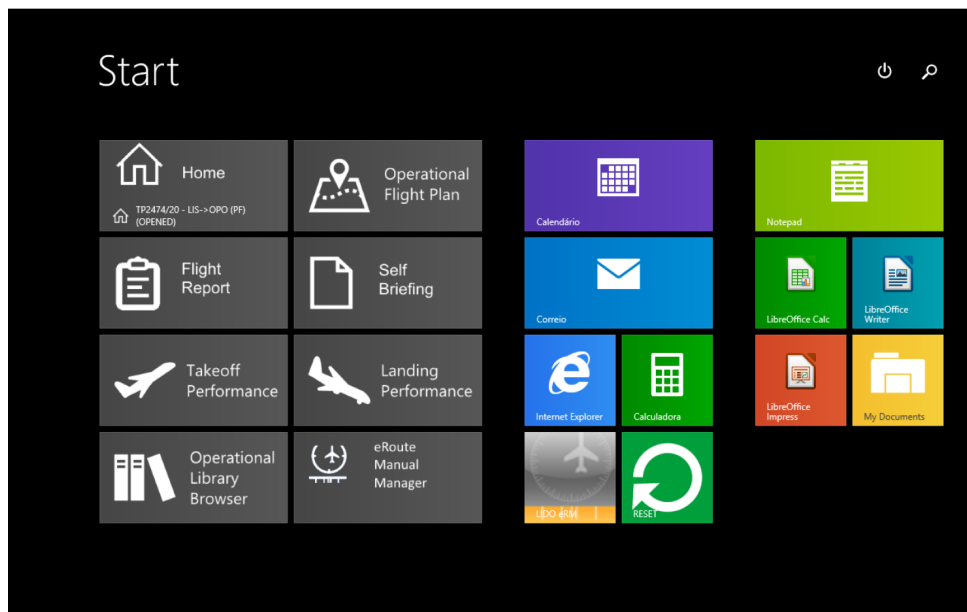 Start
Home
TP2474/20 - LIS->OPO (PF)
(OPENED)
Operational
Flight Plan
Flight
Report
Self
Briefing
Takeoff
Performance
Landing
Performance
Operational
Library
Browser
eRoute
Manual
Manager
Calendário
Correio
Internet Explorer
Calculadora
LIDO eRM
RESET
Notepad
LibreOffice Calc
LibreOffice
Writer
LibreOffice
Impress
My Documents